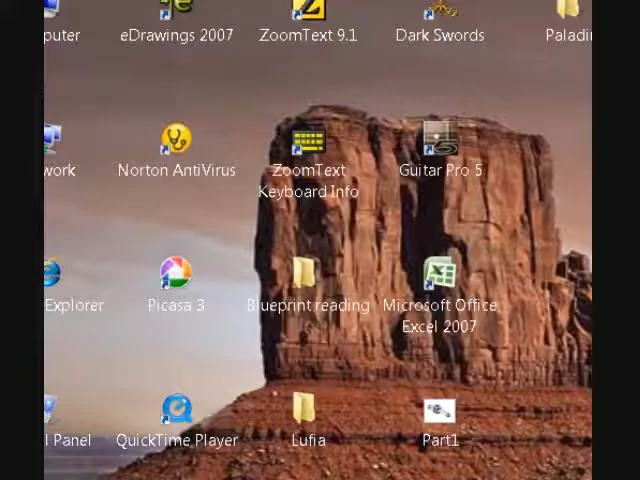 puter
eDrawings 2007
ZoomText 9.1
Dark Swords
Paladi
work
Norton AntiVirus
ZoomText
Keyboard Info
Guitar Pro 5
Explorer
Picasa 3
Blueprint reading
Microsoft Office
Excel 2007
l Panel
QuickTime Player
Lufia
Part1